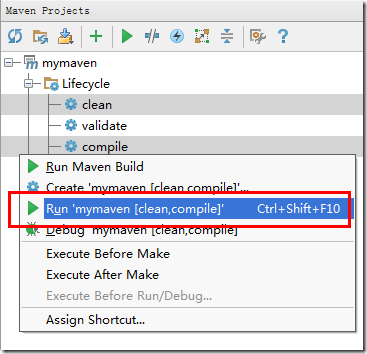 Maven Projects
mymaven
Lifecycle
clean
validate
compile
Run Maven Build
Create 'mymaven [clean,compile]'...
Run 'mymaven [clean,compile]' Ctrl+Shift+F10
Debug 'mymaven [clean,compile]'
Execute Before Make
Execute After Make
Execute Before Run/Debug...
Assign Shortcut...